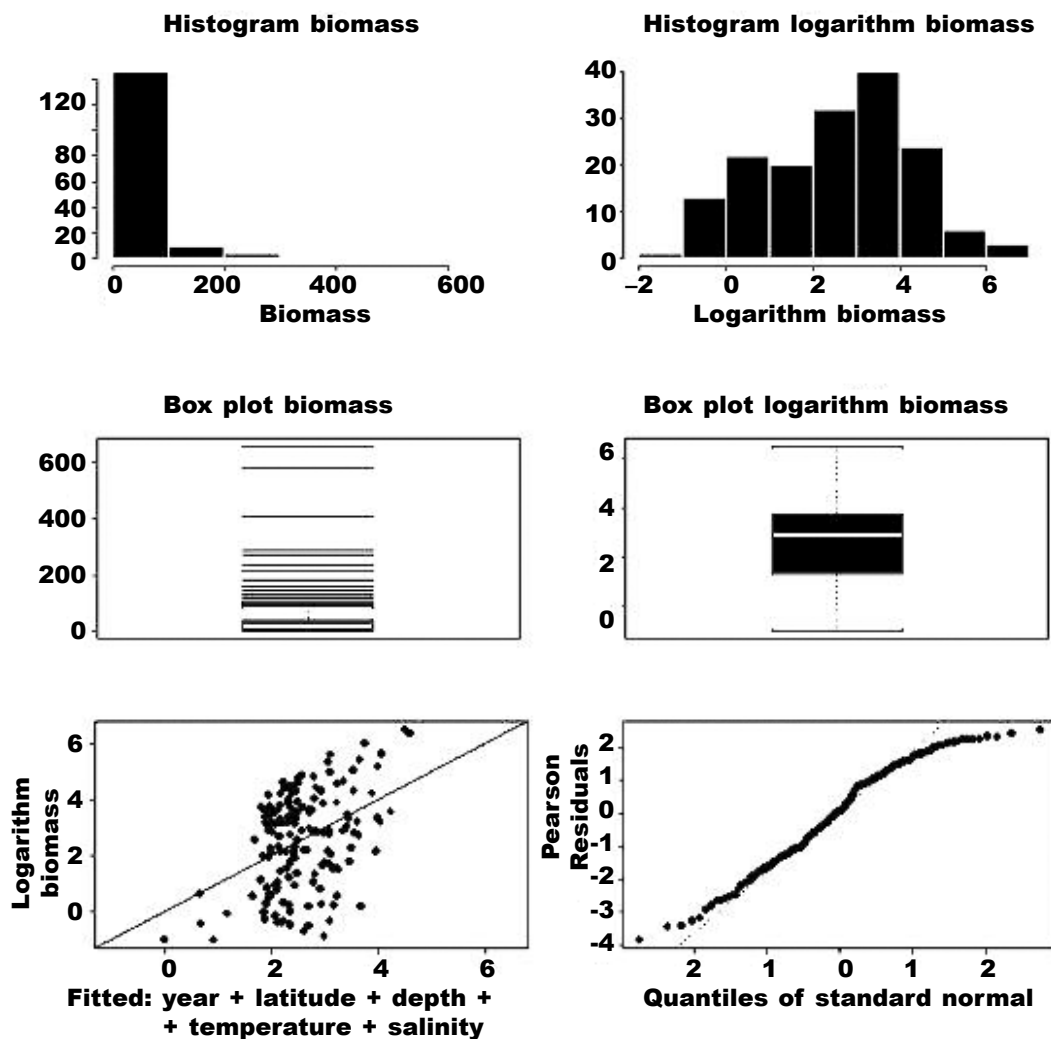 Histogram biomass
120
80
60
40
20
0
0 200 400 600
Biomass
Histogram logarithm biomass
40
30
20
10
0
–2 0 2 4 6
Logarithm biomass
Box plot biomass
600
400
200
0
Box plot logarithm biomass
6
4
2
0
Logarithm
biomass
6
4
2
0
0 2 4 6
Fitted: year + latitude + depth +
+ temperature + salinity
Pearson
Residuals
2
1
0
-1
-2
-3
-4
2 1 0 1 2
Quantiles of standard normal